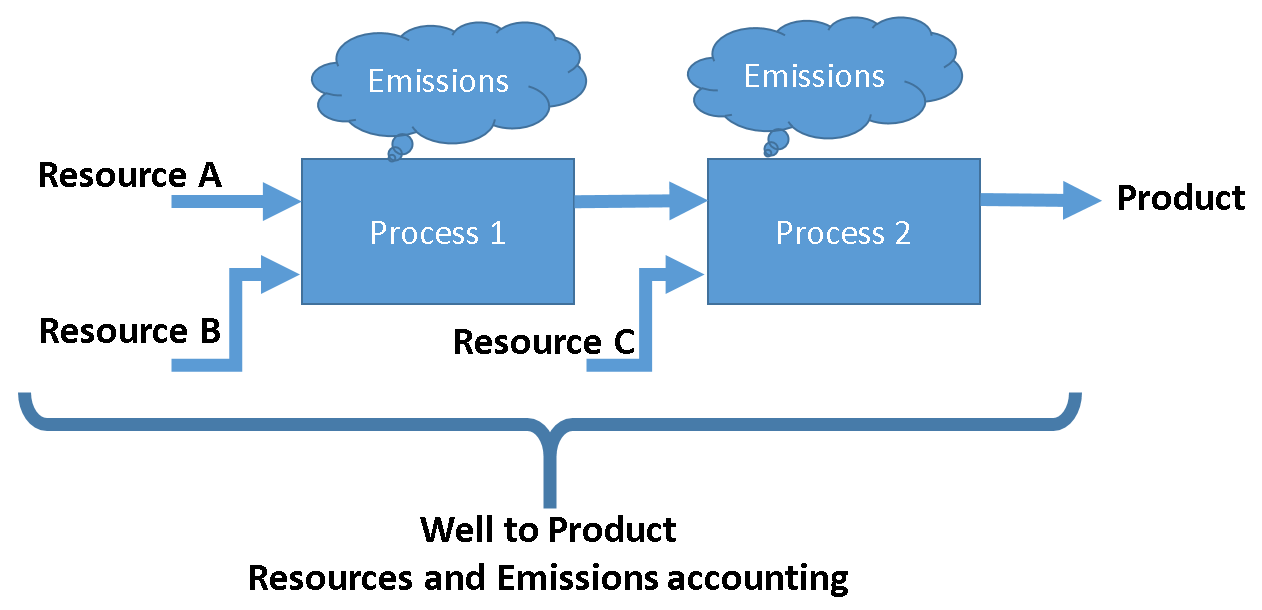 Emissions
Emissions
Resource A
Process 1
Process 2
Product
Resource B
Resource C
Well to Product
Resources and Emissions accounting